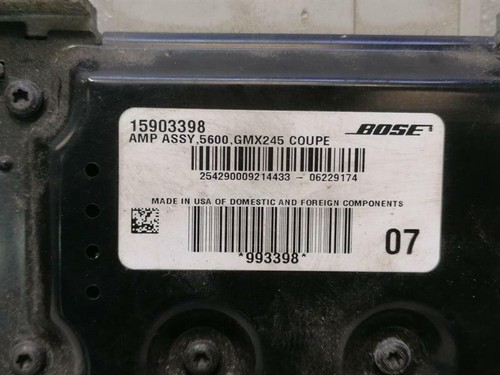 15903398
BOSE
AMP ASSY,5600,GMX245 COUPE
254290009214433 - 06229174
MADE IN USA OF DOMESTIC AND FOREIGN COMPONENTS
*993398*
07